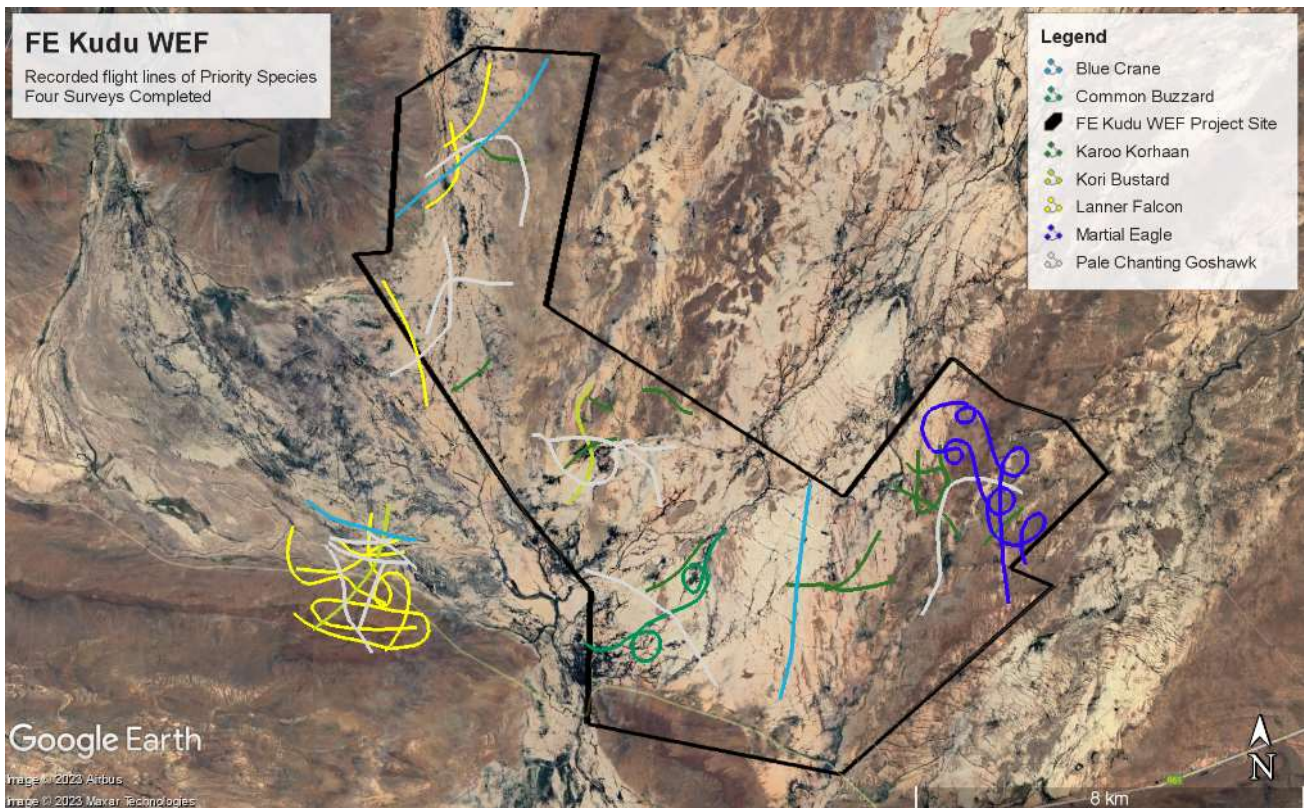 FE Kudu WEF
Recorded flight lines of Priority Species
Four Surveys Completed
Legend
Blue Crane
Common Buzzard
FE Kudu WEF Project Site
Karoo Korhaan
Kori Bustard
Lanner Falcon
Martial Eagle
Pale Chanting Goshawk
Google Earth
Image © 2023 Airbus
Image © 2023 Maxar Technologies
N
8 km